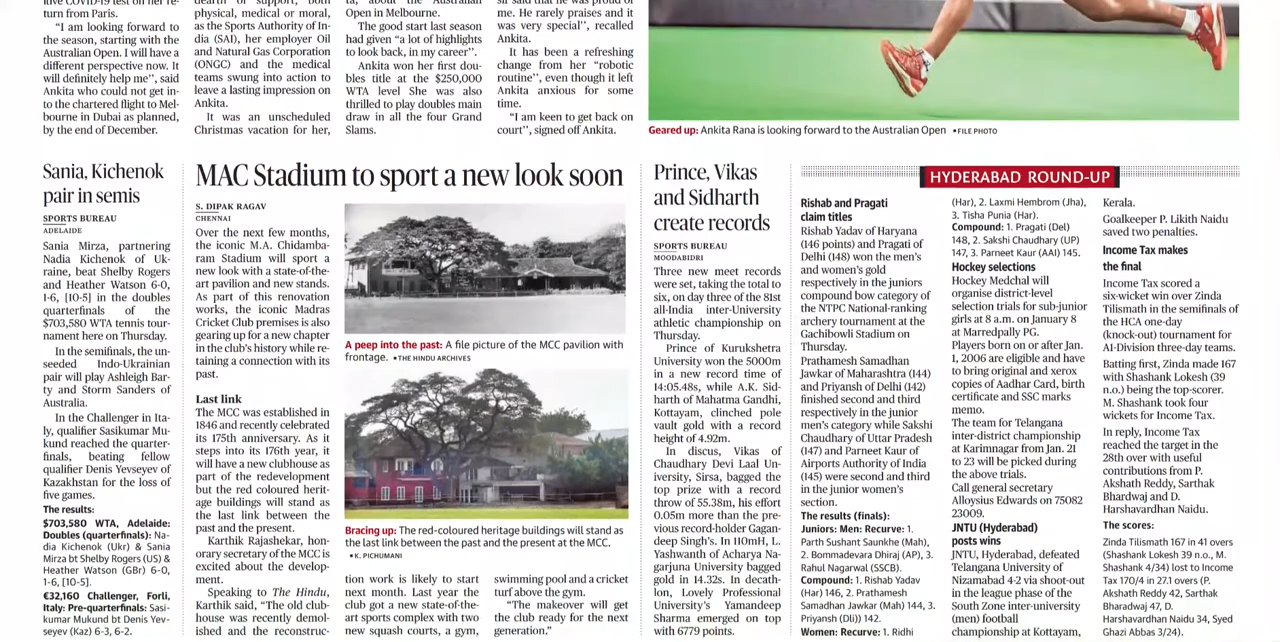 tive COVID-19 test on her re-
turn from Paris.
"I am looking forward to
the season, starting with the
Australian Open. I will have a
different perspective now. It
will definitely help me", said
Ankita who could not get in-
to the chartered flight to Mel-
bourne in Dubai as planned,
by the end of December.
dearth of support, both
physical, medical or moral,
as the Sports Authority of In-
dia (SAI), her employer Oil
and Natural Gas Corporation
(ONGC) and the medical
teams swung into action to
leave a lasting impression on
Ankita.
It was an unscheduled
Christmas vacation for her,
ta, about the Australian
Open in Melbourne.
The good start last season
had given "a lot of highlights
to look back, in my career".
Ankita won her first dou-
bles title at the $250,000
WTA level She was also
thrilled to play doubles main
draw in all the four Grand
Slams.
sir said that he was proud of
me. He rarely praises and it
was very special", recalled
Ankita.
It has been a refreshing
change from her "robotic
routine", even though it left
Ankita anxious for some
time.
"I am keen to get back on
court", signed off Ankita.
Geared up: Ankita Rana is looking forward to the Australian Open •FILE PHOTO
Sania, Kichenok
pair in semis
SPORTS BUREAU
ADELAIDE
Sania Mirza, partnering
Nadia Kichenok of Uk-
raine, beat Shelby Rogers
and Heather Watson 6-0,
1-6, [10-5] in the doubles
quarterfinals of the
$703,580 WTA tennis tour-
nament here on Thursday.
In the semifinals, the un-
seeded Indo-Ukrainian
pair will play Ashleigh Bar-
ty and Storm Sanders of
Australia.
In the Challenger in Ita-
ly, qualifier Sasikumar Mu-
kund reached the quarter-
finals, beating fellow
qualifier Denis Yevseyev of
Kazakhstan for the loss of
five games.
The results:
$703,580 WTA, Adelaide:
Doubles (quarterfinals): Na-
dia Kichenok (Ukr) & Sania
Mirza bt Shelby Rogers (US) &
Heather Watson (GBr) 6-0,
1-6, [10-5].
€32,160 Challenger, Forli,
Italy: Pre-quarterfinals: Sasi-
kumar Mukund bt Denis Yev-
seyev (Kaz) 6-3, 6-2.
MAC Stadium to sport a new look soon
S. DIPAK RAGAV
CHENNAI
Over the next few months,
the iconic M.A. Chidamba-
ram Stadium will sport a
new look with a state-of-the-
art pavilion and new stands.
As part of this renovation
works, the iconic Madras
Cricket Club premises is also
gearing up for a new chapter
in the club's history while re-
taining a connection with its
past.
Last link
The MCC was established in
1846 and recently celebrated
its 175th anniversary. As it
steps into its 176th year, it
will have a new clubhouse as
part of the redevelopment
but the red coloured herit-
age buildings will stand as
the last link between the
past and the present.
Karthik Rajashekar, hon-
orary secretary of the MCC is
excited about the develop-
ment.
Speaking to The Hindu,
Karthik said, "The old club-
house was recently demol-
ished and the reconstruc-
A peep into the past: A file picture of the MCC pavilion with
frontage. •THE HINDU ARCHIVES
Bracing up: The red-coloured heritage buildings will stand as
the last link between the past and the present at the MCC.
•K. PICHUMANI
tion work is likely to start
next month. Last year the
club got a new state-of-the-
art sports complex with two
new squash courts, a gym,
swimming pool and a cricket
turf above the gym.
"The makeover will get
the club ready for the next
generation."
Prince, Vikas
and Sidharth
create records
SPORTS BUREAU
MOODABIDRI
Three new meet records
were set, taking the total to
six, on day three of the 81st
all-India inter-University
athletic championship on
Thursday.
Prince of Kurukshetra
University won the 5000m
in a new record time of
14:05.48s, while A.K. Sid-
harth of Mahatma Gandhi,
Kottayam, clinched pole
vault gold with a record
height of 4.92m.
In discus, Vikas of
Chaudhary Devi Laal Un-
iversity, Sirsa, bagged the
top prize with a record
throw of 55.38m, his effort
0.05m more than the pre-
vious record-holder Gagan-
deep Singh's. In 110mH, L.
Yashwanth of Acharya Na-
garjuna University bagged
gold in 14.32s. In decath-
lon, Lovely Professional
University's Yamandeep
Sharma emerged on top
with 6779 points.
HYDERABAD ROUND-UP
Rishab and Pragati
claim titles
Rishab Yadav of Haryana
(146 points) and Pragati of
Delhi (148) won the men's
and women's gold
respectively in the juniors
compound bow category of
the NTPC National-ranking
archery tournament at the
Gachibowli Stadium on
Thursday.
Prathamesh Samadhan
Jawkar of Maharashtra (144)
and Priyansh of Delhi (142)
finished second and third
respectively in the junior
men's category while Sakshi
Chaudhary of Uttar Pradesh
(147) and Parneet Kaur of
Airports Authority of India
(145) were second and third
in the junior women's
section.
The results (finals):
Juniors: Men: Recurve: 1.
Parth Sushant Saunkhe (Mah),
2. Bommadevara Dhiraj (AP), 3.
Rahul Nagarwal (SSCB).
Compound: 1. Rishab Yadav
(Har) 146, 2. Prathamesh
Samadhan Jawkar (Mah) 144, 3.
Priyansh (Dli)) 142.
Women: Recurve: 1. Ridhi
(Har), 2. Laxmi Hembrom (Jha),
3. Tisha Punia (Har).
Compound: 1. Pragati (Del)
148, 2. Sakshi Chaudhary (UP)
147, 3. Parneet Kaur (AAI) 145.
Hockey selections
Hockey Medchal will
organise district-level
selection trials for sub-junior
girls at 8 a.m. on January 8
at Marredpally PG.
Players born on or after Jan.
1, 2006 are eligible and have
to bring original and xerox
copies of Aadhar Card, birth
certificate and SSC marks
memo.
The team for Telangana
inter-district championship
at Karimnagar from Jan. 21
to 23 will be picked during
the above trials.
Call general secretary
Alloysius Edwards on 75082
23009.
JNTU (Hyderabad)
posts wins
JNTU, Hyderabad, defeated
Telangana University of
Nizamabad 4-2 via shoot-out
in the league phase of the
South Zone inter-university
(men) football
championship at Kottayam,
Kerala.
Goalkeeper P. Likith Naidu
saved two penalties.
Income Tax makes
the final
Income Tax scored a
six-wicket win over Zinda
Tilismath in the semifinals of
the HCA one-day
(knock-out) tournament for
A1-Division three-day teams.
Batting first, Zinda made 167
with Shashank Lokesh (39
n.o.) being the top-scorer.
M. Shashank took four
wickets for Income Tax.
In reply, Income Tax
reached the target in the
28th over with useful
contributions from P.
Akshath Reddy, Sarthak
Bhardwaj and D.
Harshavardhan Naidu.
The scores:
Zinda Tilismath 167 in 41 overs
(Shashank Lokesh 39 n.o., M.
Shashank 4/34) lost to Income
Tax 170/4 in 27.1 overs (P.
Akshath Reddy 42, Sarthak
Bharadwaj 47, D.
Harshavardhan Naidu 34, Syed
Ghazi Abbas 3/24).